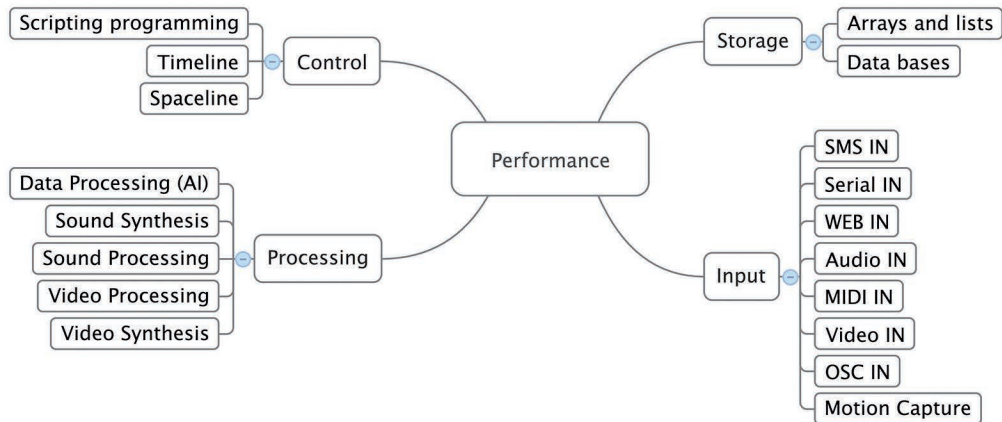 Performance
Control
Scripting programming
Timeline
Spaceline
Processing
Data Processing (AI)
Sound Synthesis
Sound Processing
Video Processing
Video Synthesis
Storage
Arrays and lists
Data bases
Input
SMS IN
Serial IN
WEB IN
Audio IN
MIDI IN
Video IN
OSC IN
Motion Capture